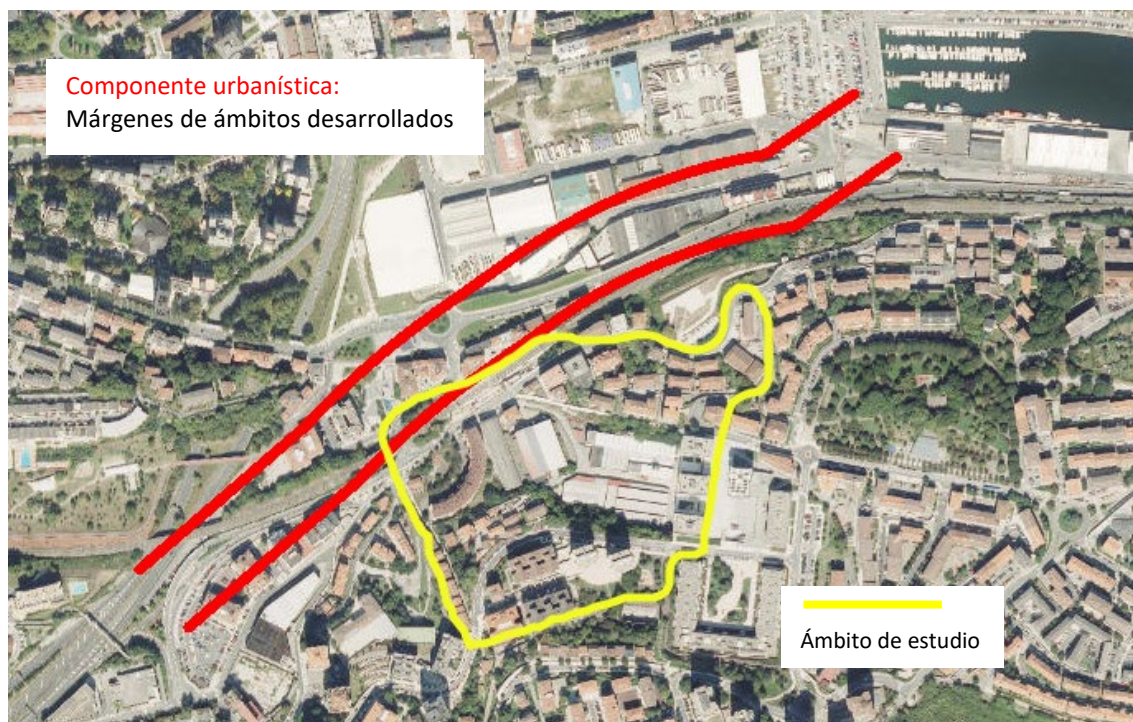 Componente urbanística:
Márgenes de ámbitos desarrollados
Ámbito de estudio